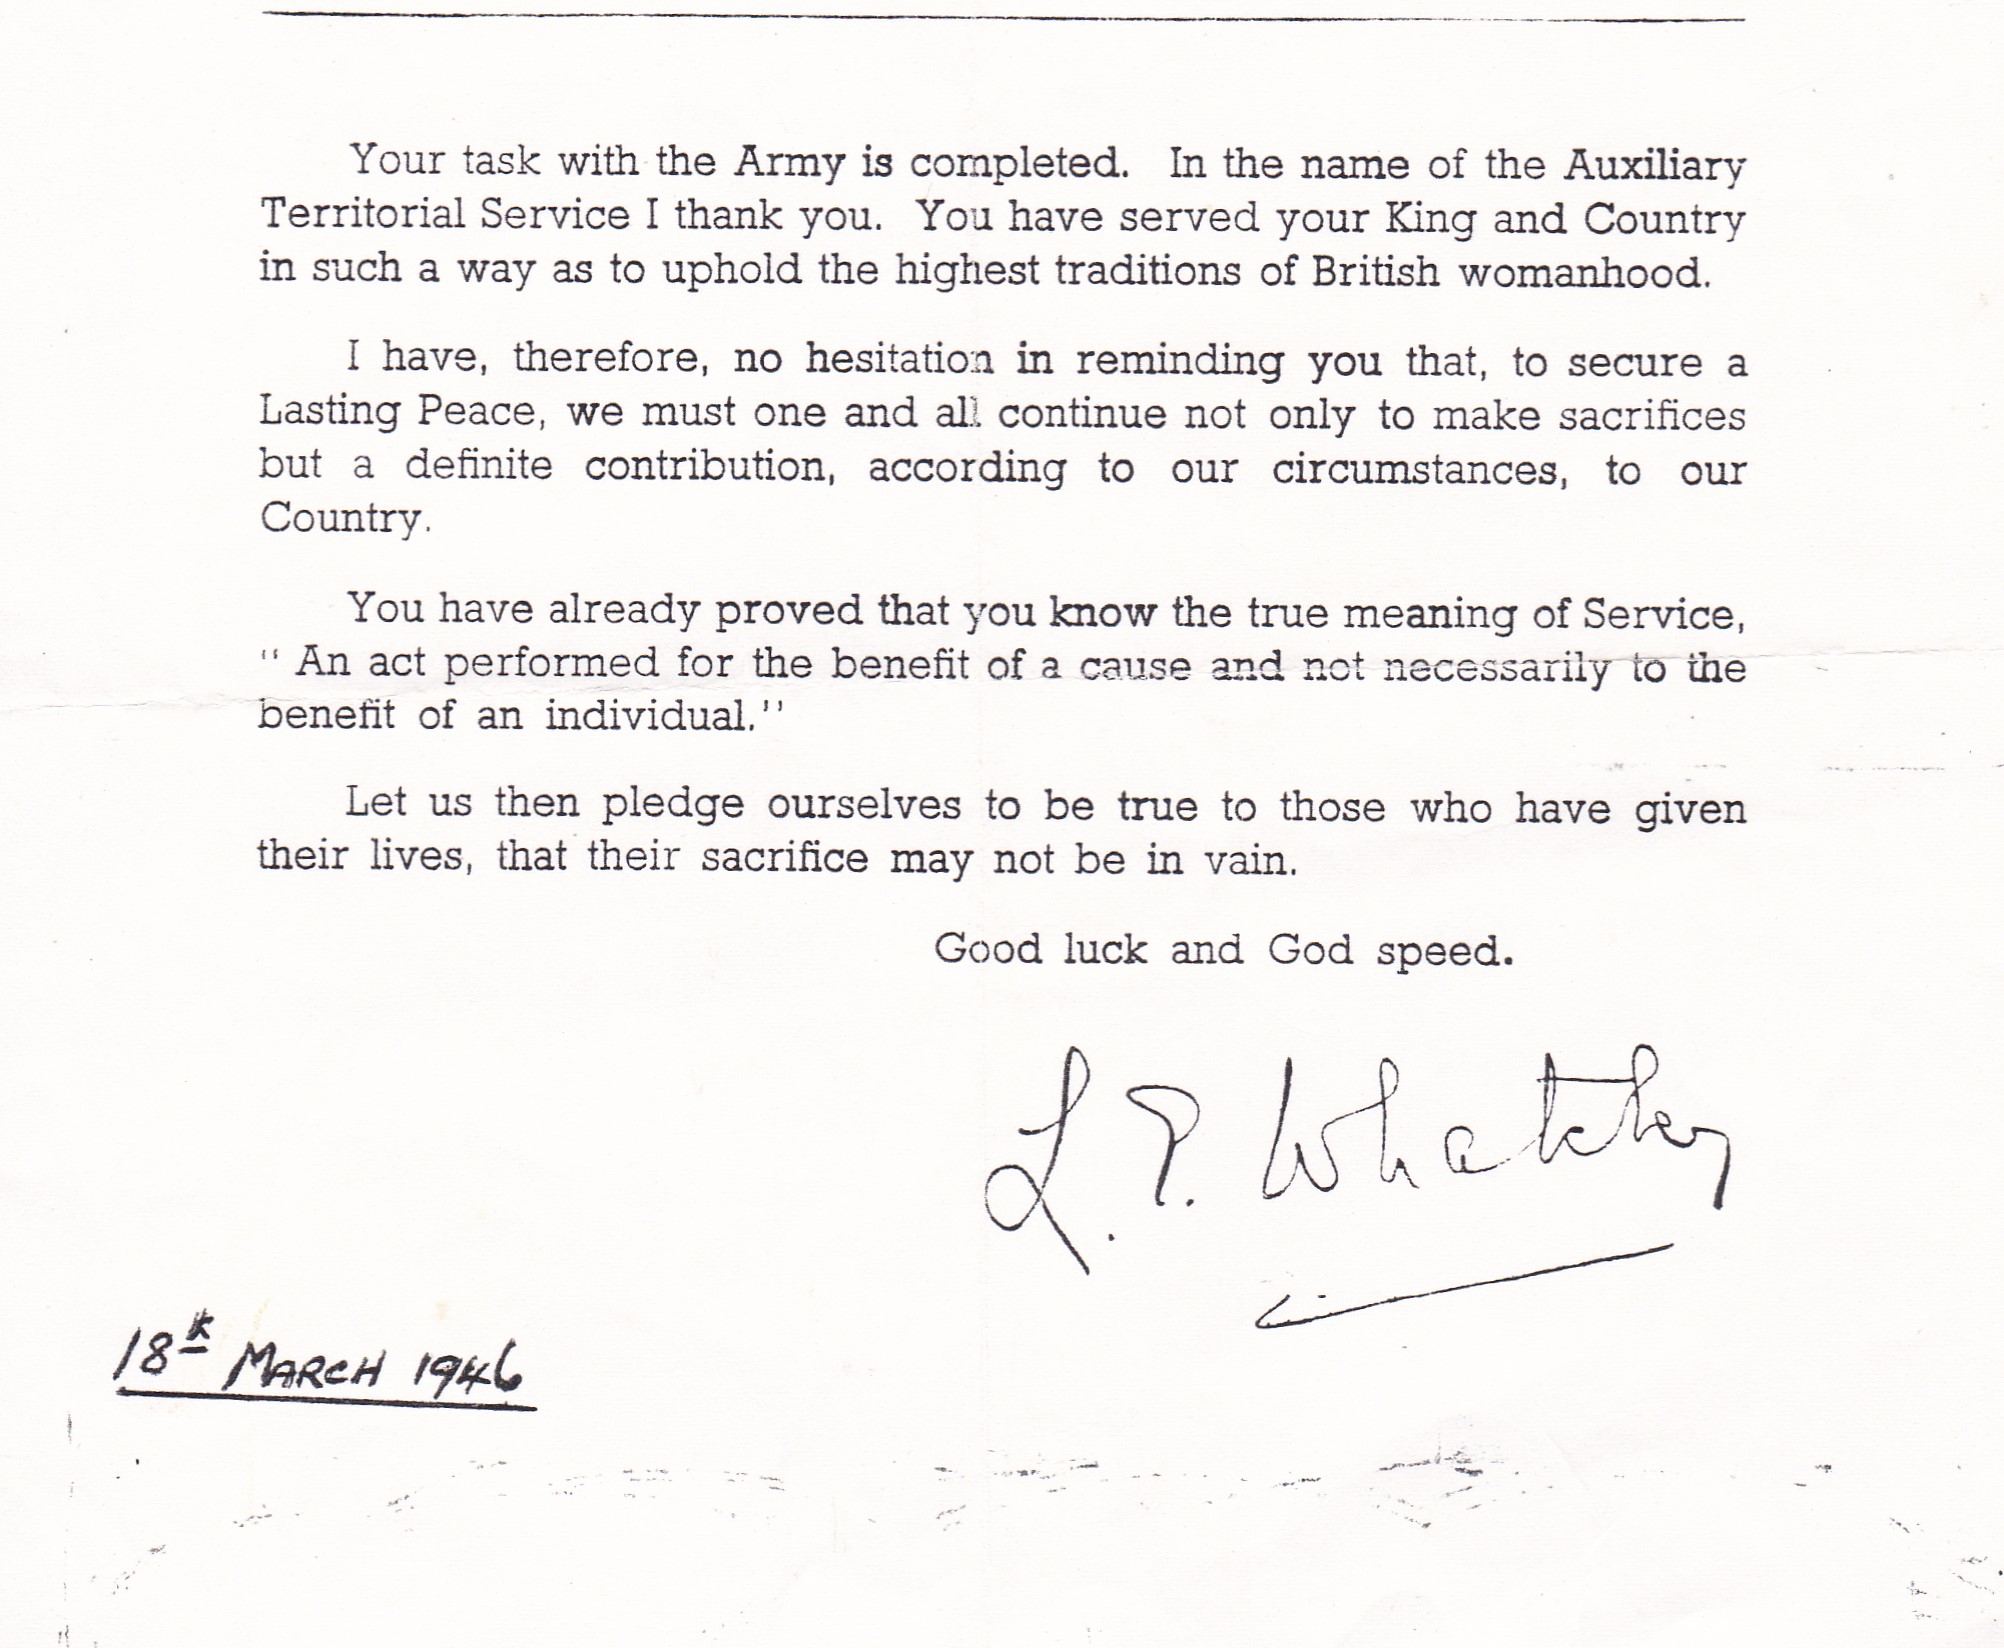 Your task with the Army is completed. In the name of the Auxiliary
Territorial Service I thank you. You have served your King and Country
in such a way as to uphold the highest traditions of British womanhood.
I have, therefore, no hesitation in reminding you that, to secure a
Lasting Peace, we must one and all continue not only to make sacrifices
but a definite contribution, according to our circumstances, to our
Country.
You have already proved that you know the true meaning of Service,
" An act performed for the benefit of a cause and not necessarily to the
benefit of an individual."
Let us then pledge ourselves to be true to those who have given
their lives, that their sacrifice may not be in vain.
Good luck and God speed.
L. E. Whateley
18th MARCH 1946